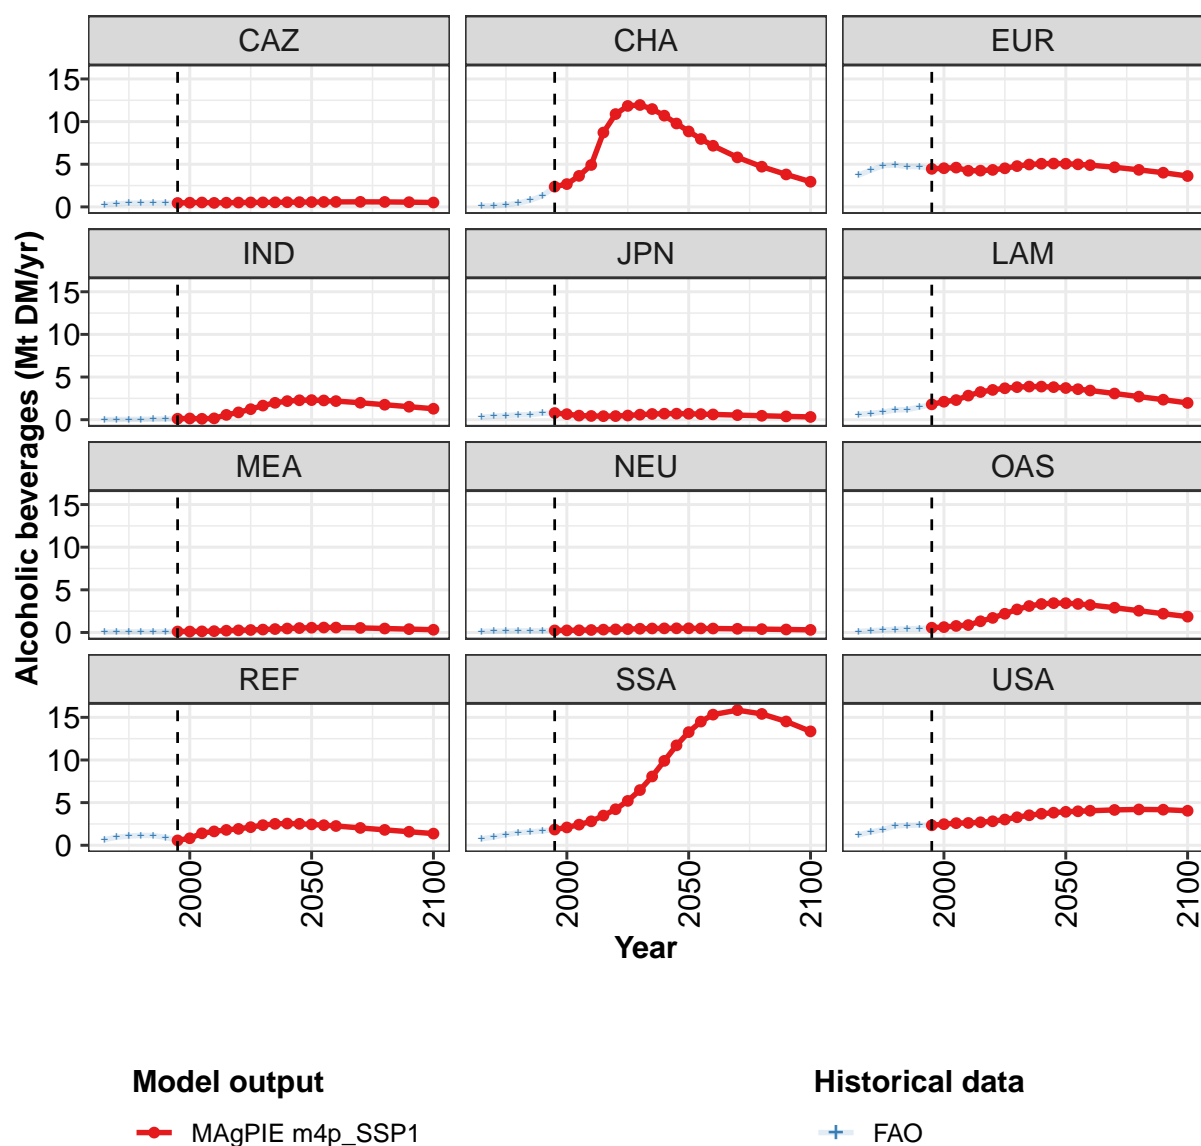 CAZ CHA EUR
15
10
5
0
IND JPN LAM
15
10
5
0
MEA NEU OAS
15
10
5
0
REF SSA USA
15
10
5
0
Alcoholic beverages (Mt DM/yr)
2000 2050 2100 2000 2050 2100 2000 2050 2100
Year
Model output Historical data
MAgPIE m4p_SSP1 FAO